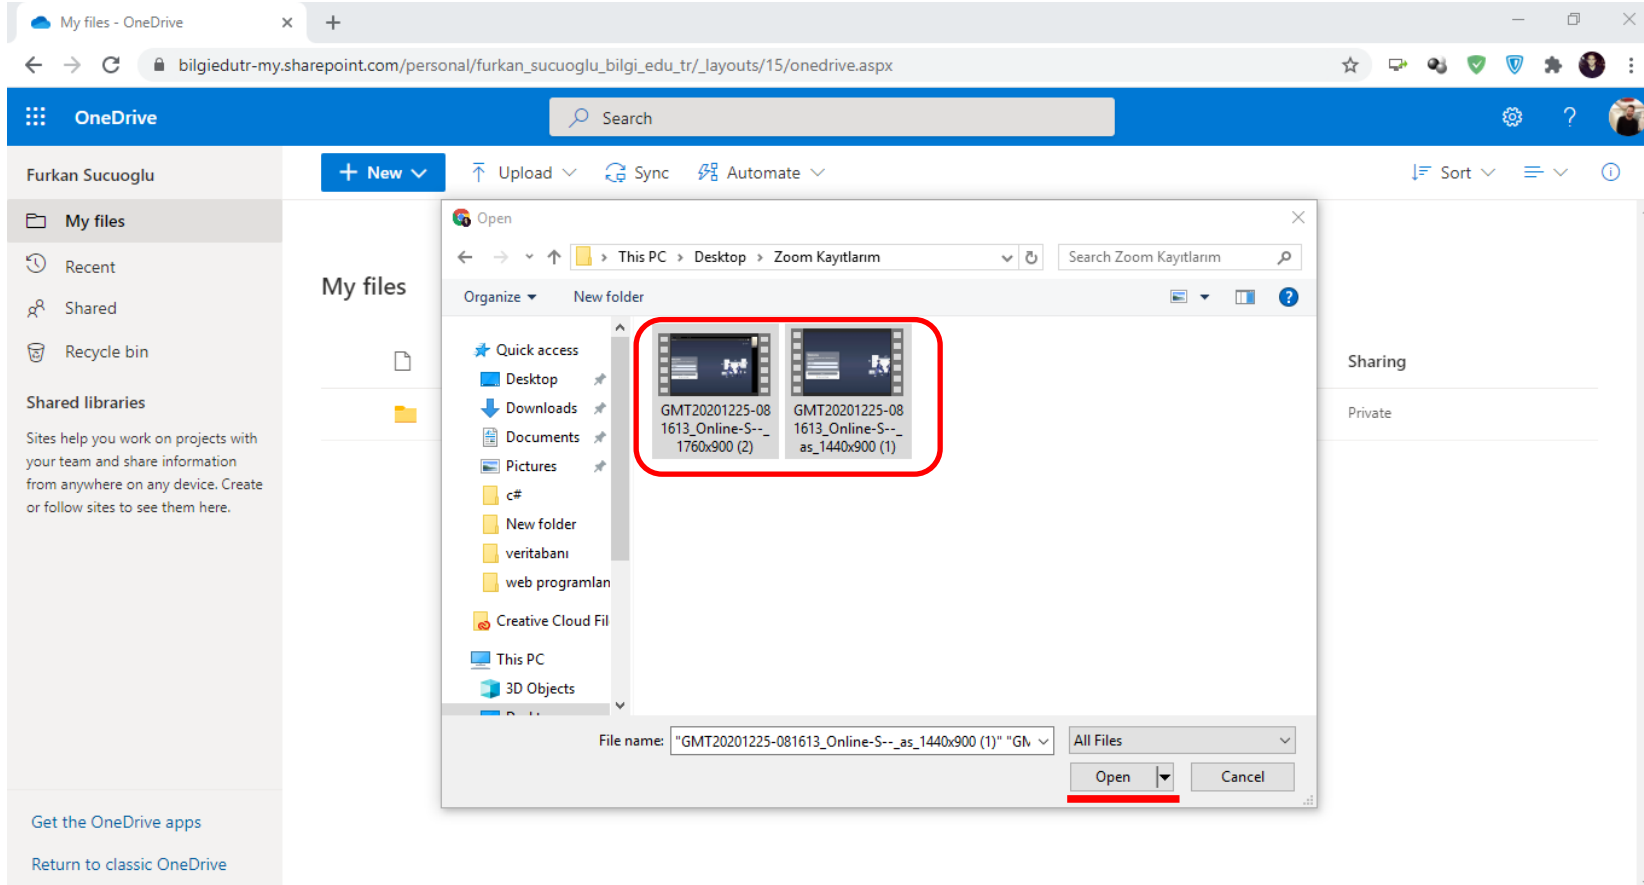 My files - OneDrive
bilgiedutr-my.sharepoint.com/personal/furkan_sucuoglu_bilgi_edu_tr/_layouts/15/onedrive.aspx
OneDrive
Search
Furkan Sucuoglu
New
Upload
Sync
Automate
Sort
My files
Recent
Shared
Recycle bin
Shared libraries
Sites help you work on projects with
your team and share information
from anywhere on any device. Create
or follow sites to see them here.
Get the OneDrive apps
Return to classic OneDrive
My files
Sharing
Private
Open
This PC > Desktop > Zoom Kayıtlarım
Search Zoom Kayıtlarım
Organize
New folder
Quick access
Desktop
Downloads
Documents
Pictures
c#
New folder
veritabanı
web programlan
Creative Cloud Fil
This PC
3D Objects
GMT20201225-08
1613_Online-S--_
1760x900 (2)
GMT20201225-08
1613_Online-S--_
as_1440x900 (1)
File name:
"GMT20201225-081613_Online-S--_as_1440x900 (1)" "GM
All Files
Open
Cancel